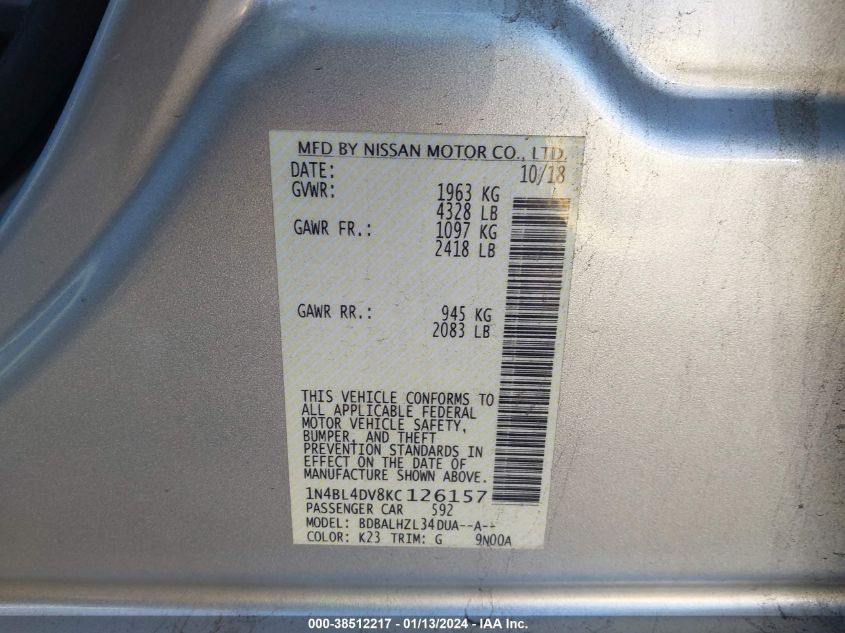 MFD BY NISSAN MOTOR CO., LTD.
DATE: 10/18
GVWR: 1963 KG
4328 LB
GAWR FR.: 1097 KG
2418 LB
GAWR RR.: 945 KG
2083 LB
THIS VEHICLE CONFORMS TO
ALL APPLICABLE FEDERAL
MOTOR VEHICLE SAFETY,
BUMPER, AND THEFT
PREVENTION STANDARDS IN
EFFECT ON THE DATE OF
MANUFACTURE SHOWN ABOVE.
1N4BL4DV8KC126157
PASSENGER CAR 592
MODEL: BDBALHZL34DUA--A--
COLOR: K23 TRIM: G 9N00A
000-38512217 - 01/13/2024 - IAA Inc.